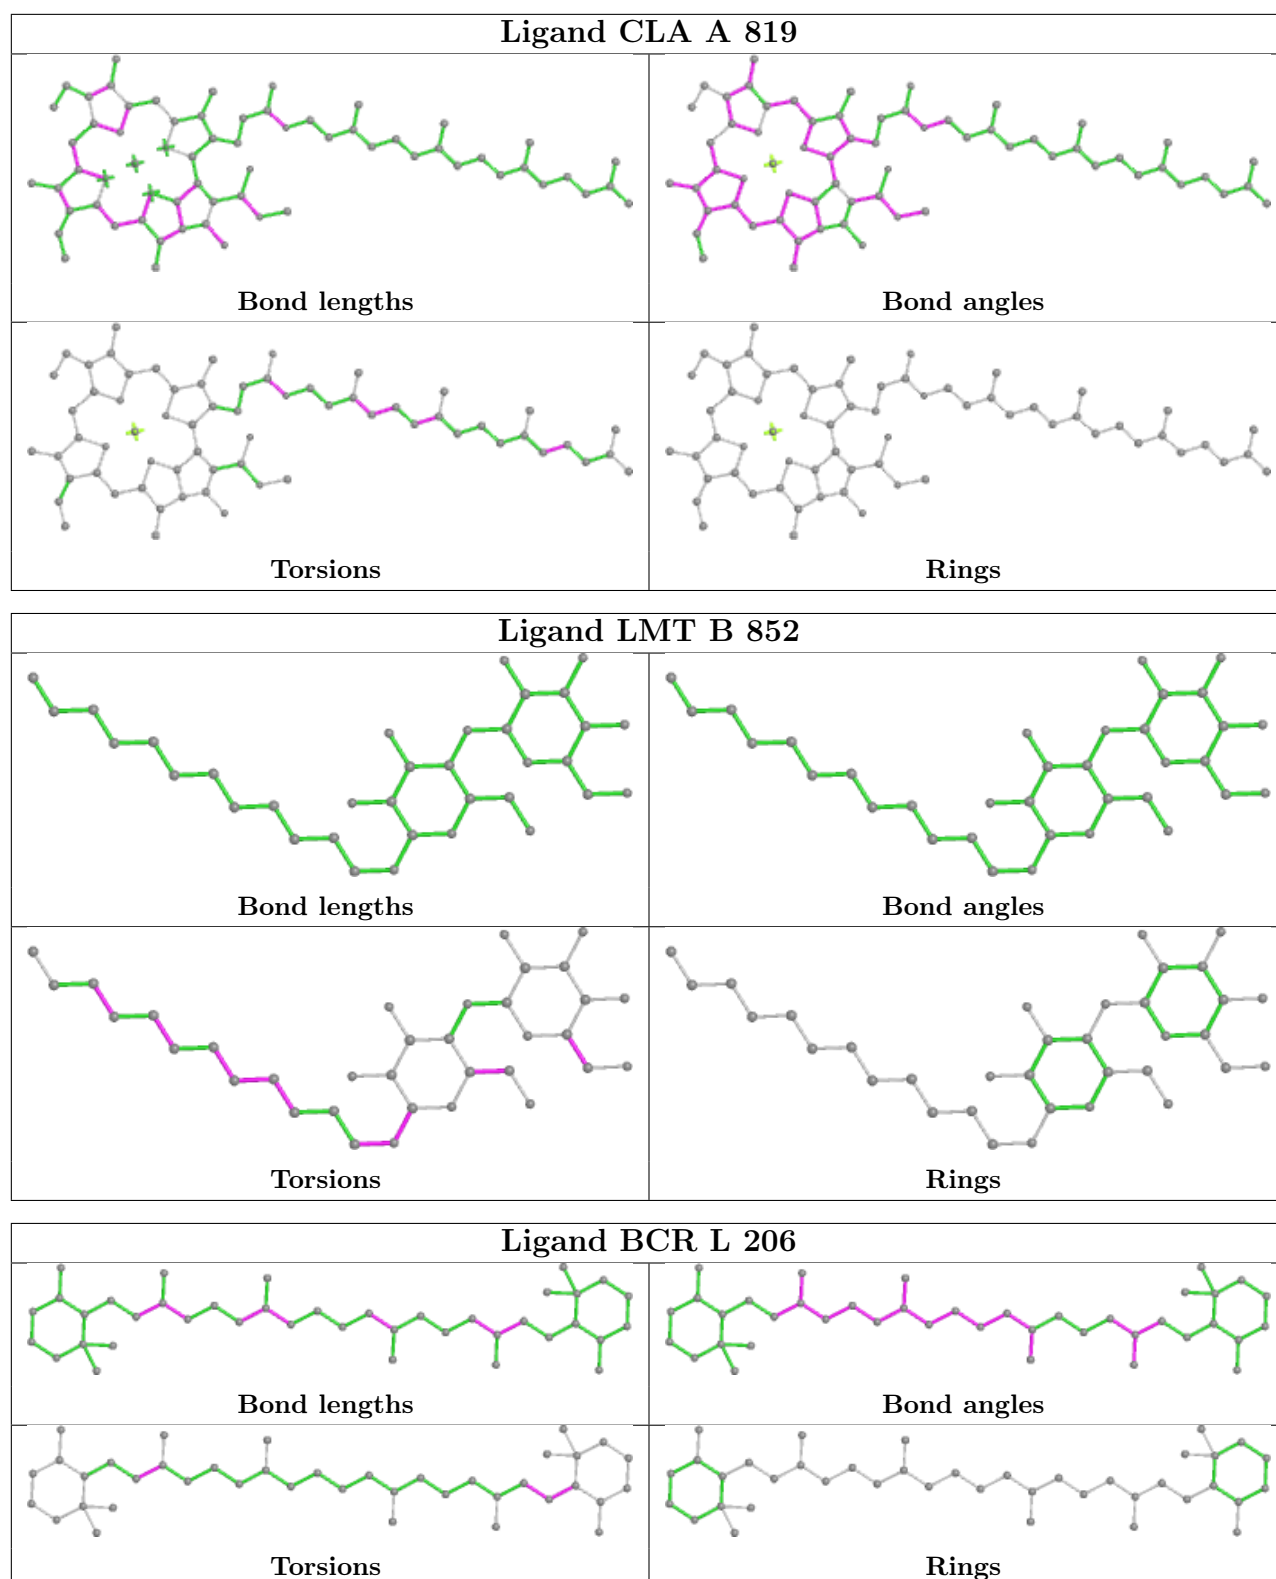 Ligand CLA A 819
Bond lengths
Bond angles
Torsions
Rings
Ligand LMT B 852
Bond lengths
Bond angles
Torsions
Rings
Ligand BCR L 206
Bond lengths
Bond angles
Torsions
Rings